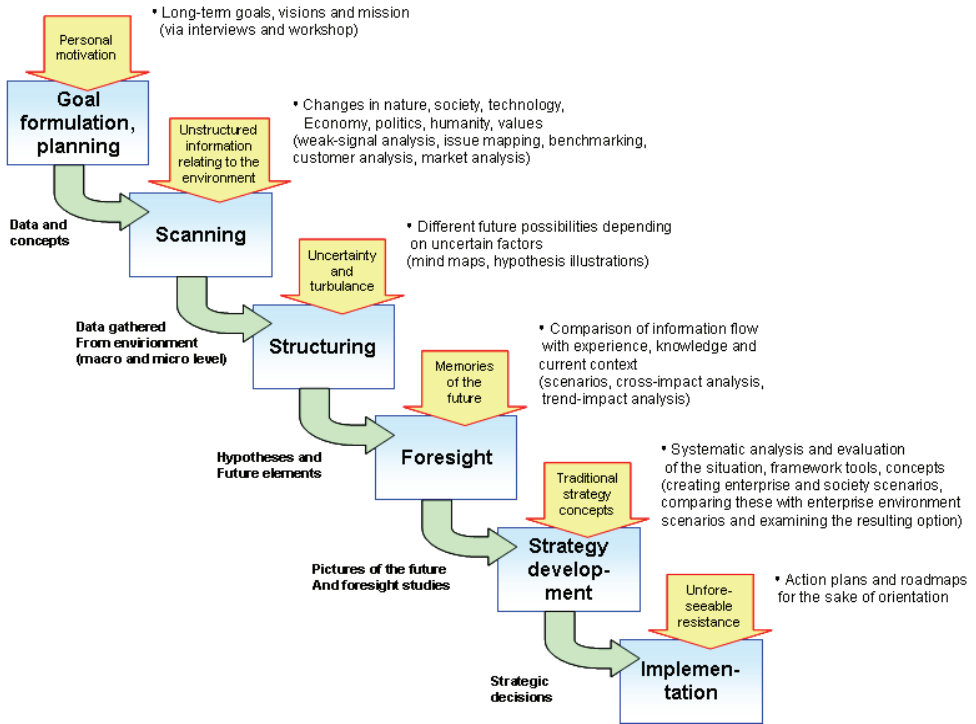 • Long-term goals, visions and mission
(via interviews and workshop)
Personal
motivation
Goal
formulation,
planning
• Changes in nature, society, technology,
Economy, politics, humanity, values
(weak-signal analysis, issue mapping, benchmarking,
customer analysis, market analysis)
Unstructured
information
relating to the
environment
Data and
concepts
Scanning
• Different future possibilities depending
on uncertain factors
(mind maps, hypothesis illustrations)
Uncertainty
and
turbulance
Data gathered
From envirionment
(macro and micro level)
Structuring
• Comparison of information flow
with experience, knowledge and
current context
(scenarios, cross-impact analysis,
trend-impact analysis)
Memories
of the
future
Hypotheses and
Future elements
Foresight
• Systematic analysis and evaluation
of the situation, framework tools, concepts
(creating enterprise and society scenarios,
comparing these with enterprise environment
scenarios and examining the resulting option)
Traditional
strategy
concepts
Pictures of the future
And foresight studies
Strategy
develop-
ment
• Action plans and roadmaps
for the sake of orientation
Unfore-
seeable
resistance
Strategic
decisions
Implemen-
tation